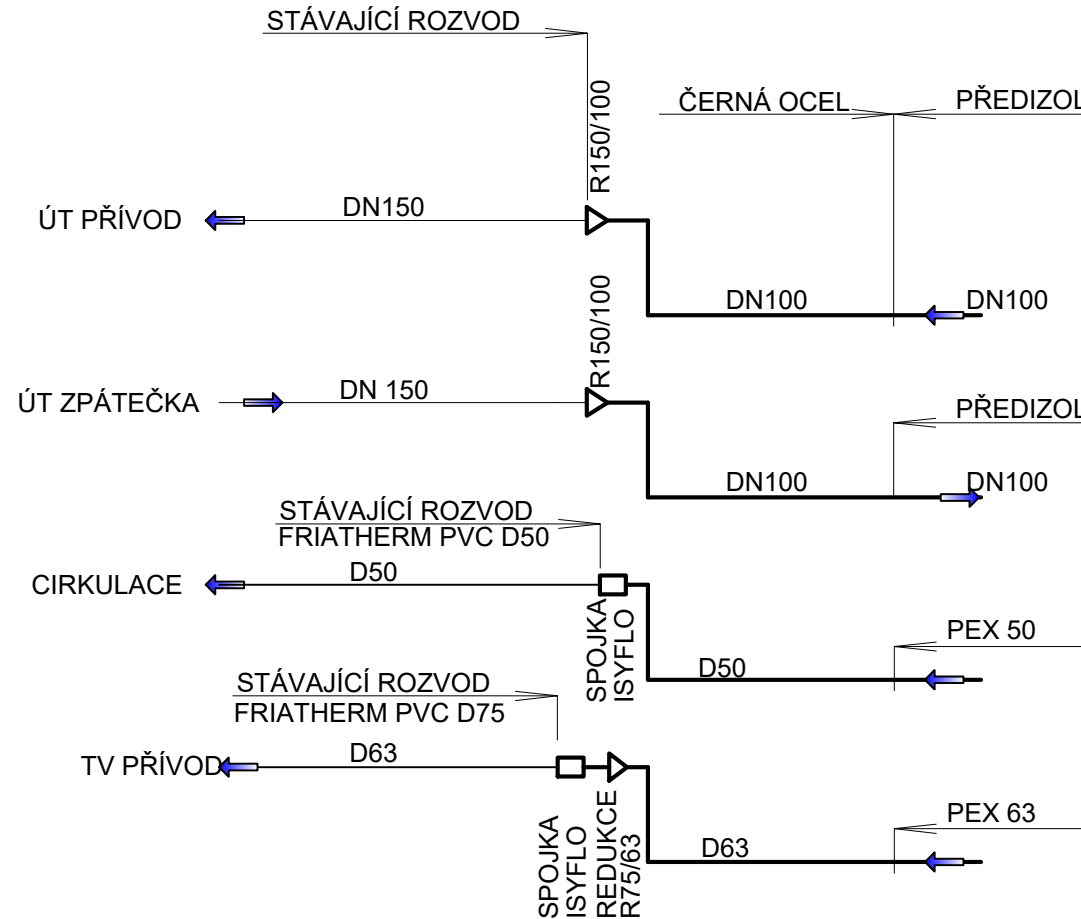 STÁVAJÍCÍ ROZVOD
R150/100
ČERNÁ OCEL
PŘEDIZOL
ÚT PŘÍVOD
DN150
DN100
DN100
R150/100
ÚT ZPÁTEČKA
DN 150
PŘEDIZOL
DN100
DN100
STÁVAJÍCÍ ROZVOD
FRIATHERM PVC D50
CIRKULACE
D50
SPOJKA
ISYFLO
PEX 50
D50
STÁVAJÍCÍ ROZVOD
FRIATHERM PVC D75
TV PŘÍVOD
D63
SPOJKA
ISYFLO
REDUKCE
R75/63
PEX 63
D63